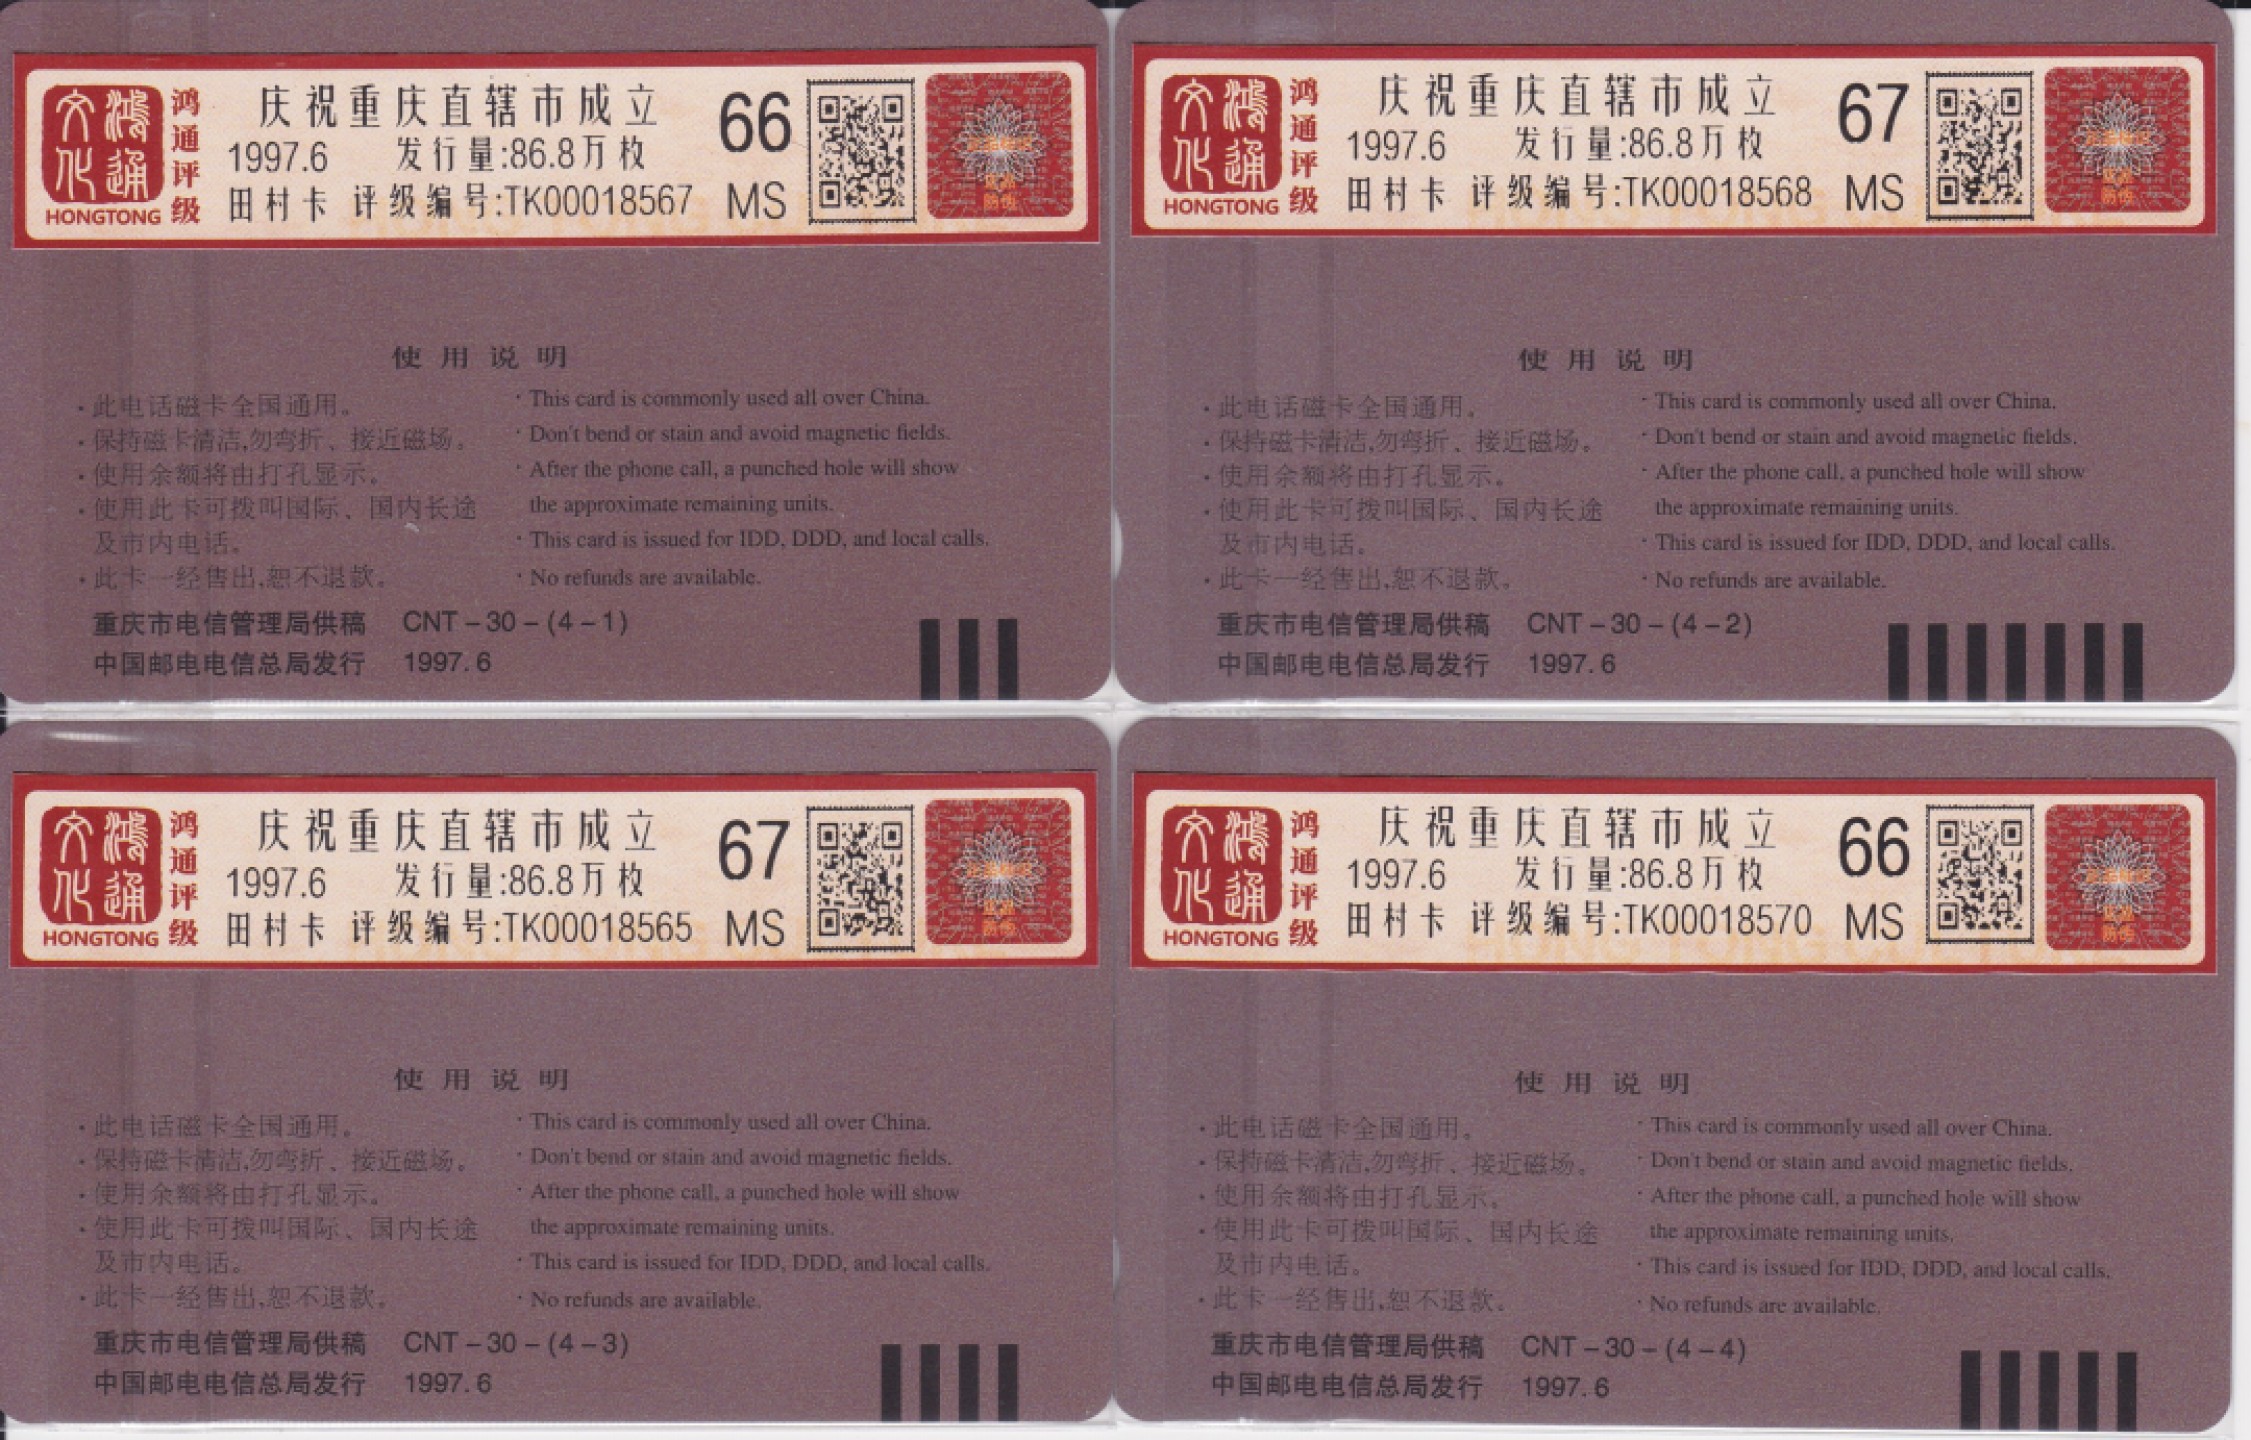 文化 鸿通
HONGTONG
鸿通评级
庆祝重庆直辖市成立
1997.6 发行量:86.8万枚
田村卡 评级编号:TK00018567
66
MS
使用说明
·此电话磁卡全国通用。
·保持磁卡清洁,勿弯折、接近磁场。
·使用余额将由打孔显示。
·使用此卡可拨叫国际、国内长途
及市内电话。
·此卡一经售出,恕不退款。
·This card is commonly used all over China.
·Don't bend or stain and avoid magnetic fields.
·After the phone call, a punched hole will show
the approximate remaining units.
·This card is issued for IDD, DDD, and local calls.
·No refunds are available.
重庆市电信管理局供稿 CNT-30-(4-1)
中国邮电电信总局发行 1997.6
文化 鸿通
HONGTONG
鸿通评级
庆祝重庆直辖市成立
1997.6 发行量:86.8万枚
田村卡 评级编号:TK00018568
67
MS
使用说明
·此电话磁卡全国通用。
·保持磁卡清洁,勿弯折、接近磁场。
·使用余额将由打孔显示。
·使用此卡可拨叫国际、国内长途
及市内电话。
·此卡一经售出,恕不退款。
·This card is commonly used all over China.
·Don't bend or stain and avoid magnetic fields.
·After the phone call, a punched hole will show
the approximate remaining units.
·This card is issued for IDD, DDD, and local calls.
·No refunds are available.
重庆市电信管理局供稿 CNT-30-(4-2)
中国邮电电信总局发行 1997.6
文化 鸿通
HONGTONG
鸿通评级
庆祝重庆直辖市成立
1997.6 发行量:86.8万枚
田村卡 评级编号:TK00018565
67
MS
使用说明
·此电话磁卡全国通用。
·保持磁卡清洁,勿弯折、接近磁场。
·使用余额将由打孔显示。
·使用此卡可拨叫国际、国内长途
及市内电话。
·此卡一经售出,恕不退款。
·This card is commonly used all over China.
·Don't bend or stain and avoid magnetic fields.
·After the phone call, a punched hole will show
the approximate remaining units.
·This card is issued for IDD, DDD, and local calls.
·No refunds are available.
重庆市电信管理局供稿 CNT-30-(4-3)
中国邮电电信总局发行 1997.6
文化 鸿通
HONGTONG
鸿通评级
庆祝重庆直辖市成立
1997.6 发行量:86.8万枚
田村卡 评级编号:TK00018570
66
MS
使用说明
·此电话磁卡全国通用。
·保持磁卡清洁,勿弯折、接近磁场。
·使用余额将由打孔显示。
·使用此卡可拨叫国际、国内长途
及市内电话。
·此卡一经售出,恕不退款。
·This card is commonly used all over China.
·Don't bend or stain and avoid magnetic fields.
·After the phone call, a punched hole will show
the approximate remaining units.
·This card is issued for IDD, DDD, and local calls.
·No refunds are available.
重庆市电信管理局供稿 CNT-30-(4-4)
中国邮电电信总局发行 1997.6